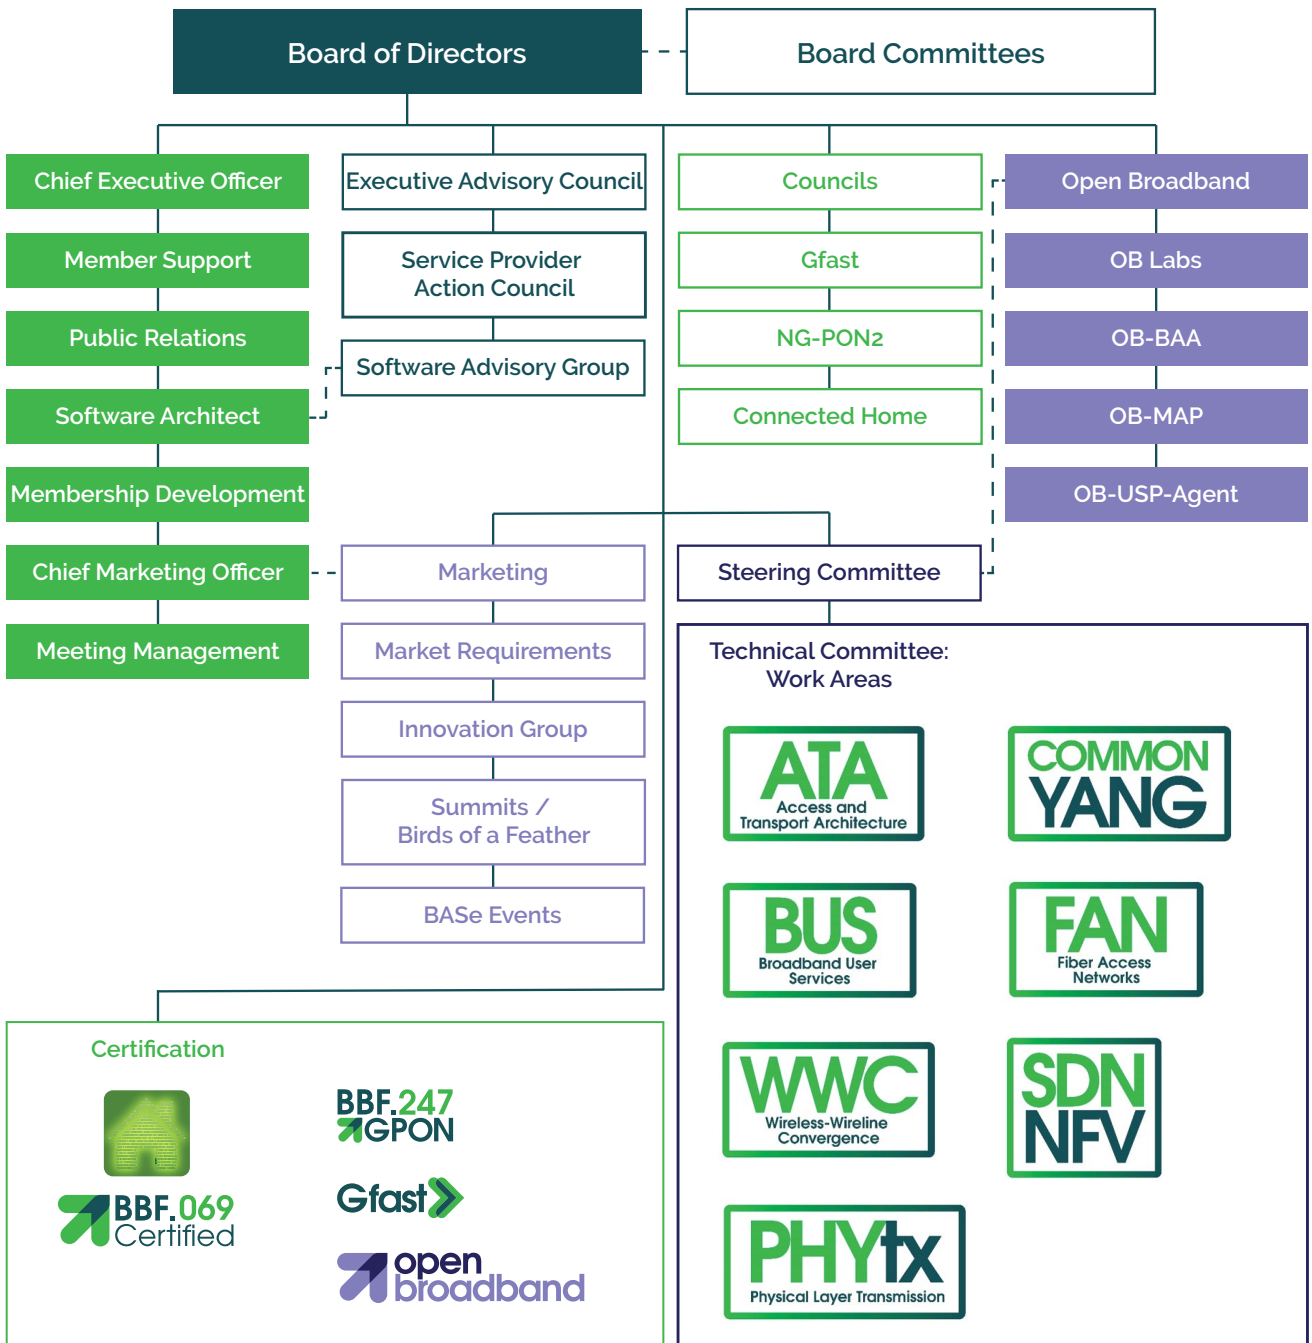 Board of Directors
Board Committees
Chief Executive Officer
Member Support
Public Relations
Software Architect
Membership Development
Chief Marketing Officer
Meeting Management
Executive Advisory Council
Service Provider
Action Council
Software Advisory Group
Councils
Gfast
NG-PON2
Connected Home
Open Broadband
OB Labs
OB-BAA
OB-MAP
OB-USP-Agent
Marketing
Market Requirements
Innovation Group
Summits /
Birds of a Feather
BASe Events
Steering Committee
Technical Committee:
Work Areas
ATA
Access and
Transport Architecture
COMMON
YANG
BUS
Broadband User
Services
FAN
Fiber Access
Networks
WWC
Wireless-Wireline
Convergence
SDN
NFV
PHYtx
Physical Layer Transmission
Certification
BBF.069
Certified
BBF.247
GPON
Gfast
open
broadband